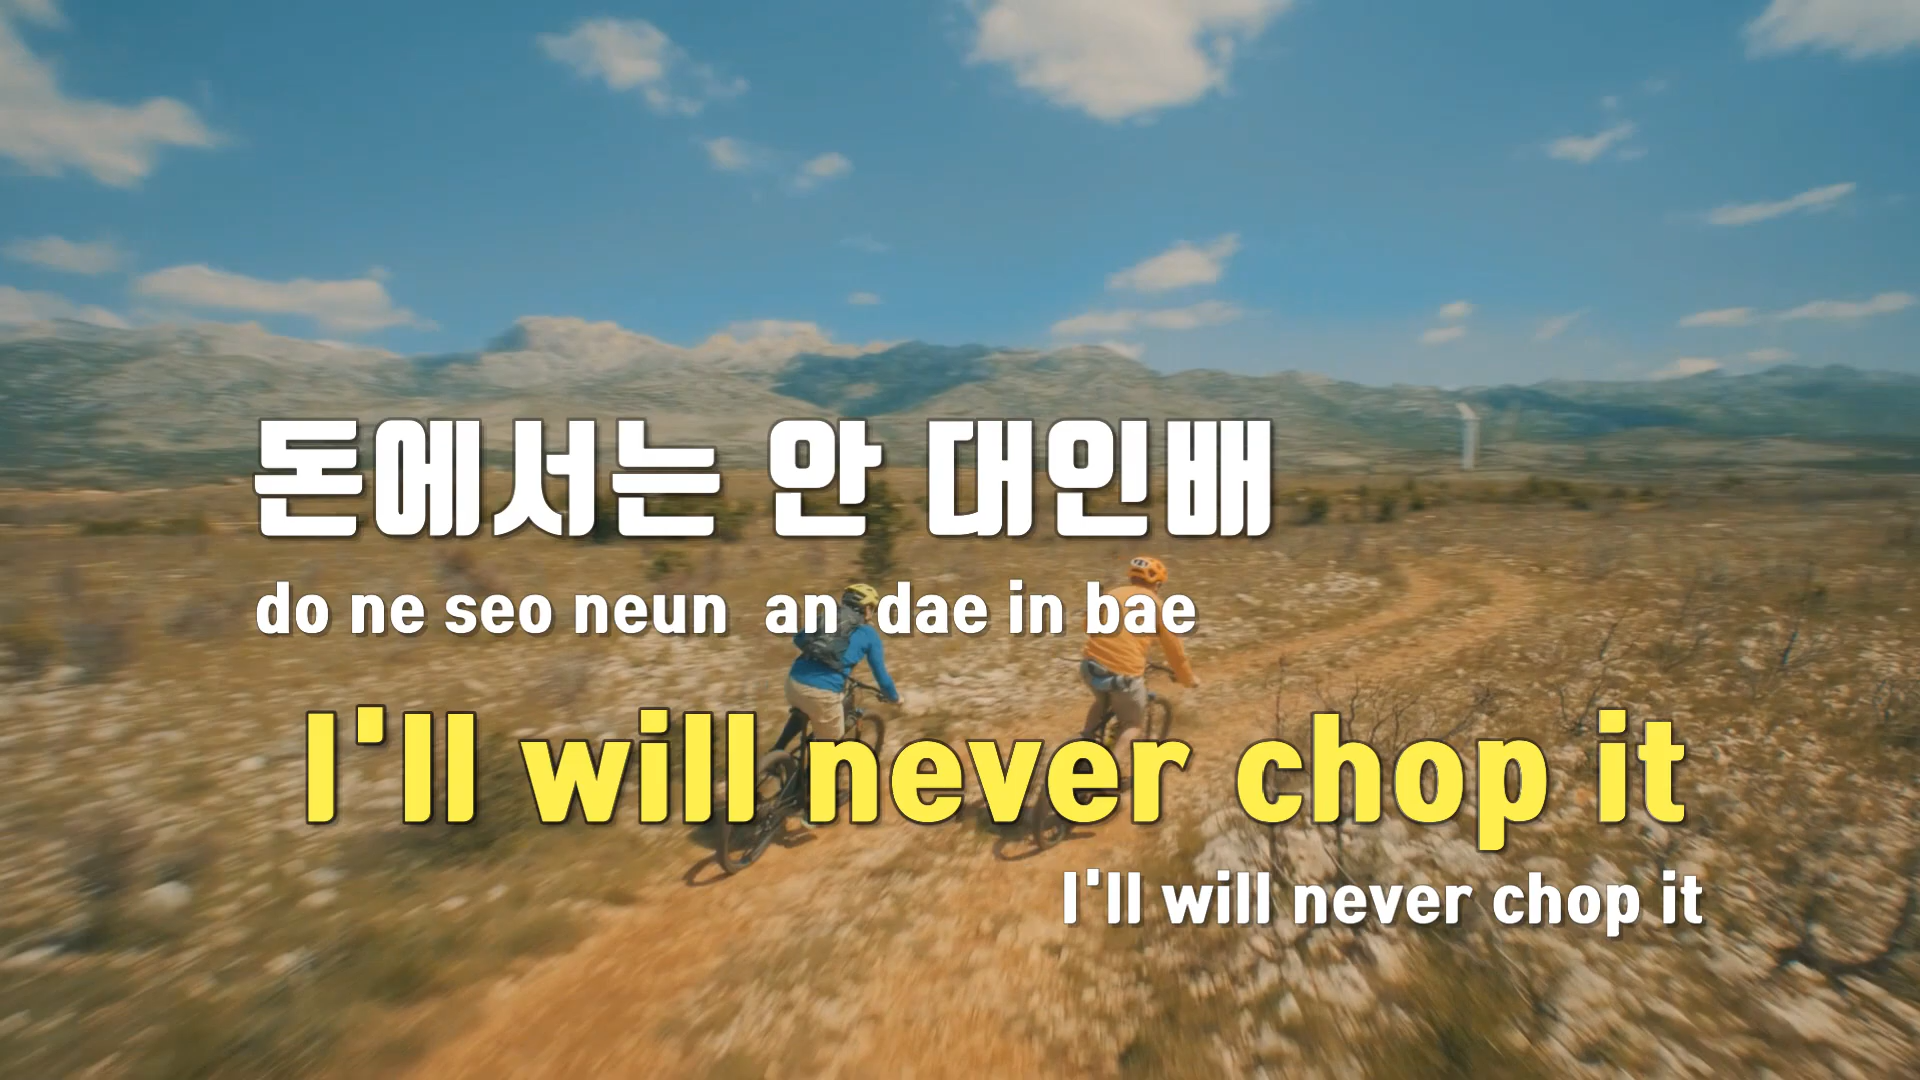 돈에서는 안 대인배
do ne seo neun an dae in bae
I'll will never chop it
I'll will never chop it